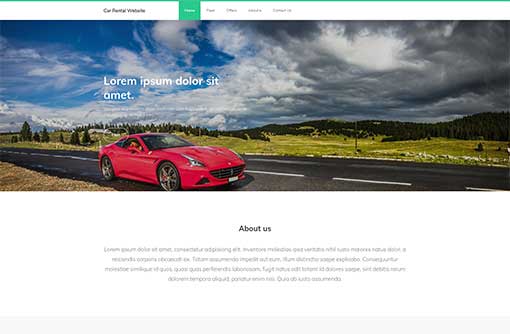 Car Rental Website
Home
Fleet
Offers
About Us
Contact Us
Lorem ipsum dolor sit
amet.
About us
Lorem ipsum dolor sit amet, consectetur adipisicing elit. Inventore molestias ipsa veritatis nihil iusto maiores natus dolor, a
reiciendis corporis obcaecati ex. Totam assumenda impedit aut eum, illum distinctio saepe explicabo. Consequuntur
molestiae similique id quos, quasi quas perferendis laboriosam, fugit natus odit totam! Id dolores saepe, sint debitis rerum
dolorem tempora aliquid, pariatur enim nisi. Quia ab iusto assumenda.